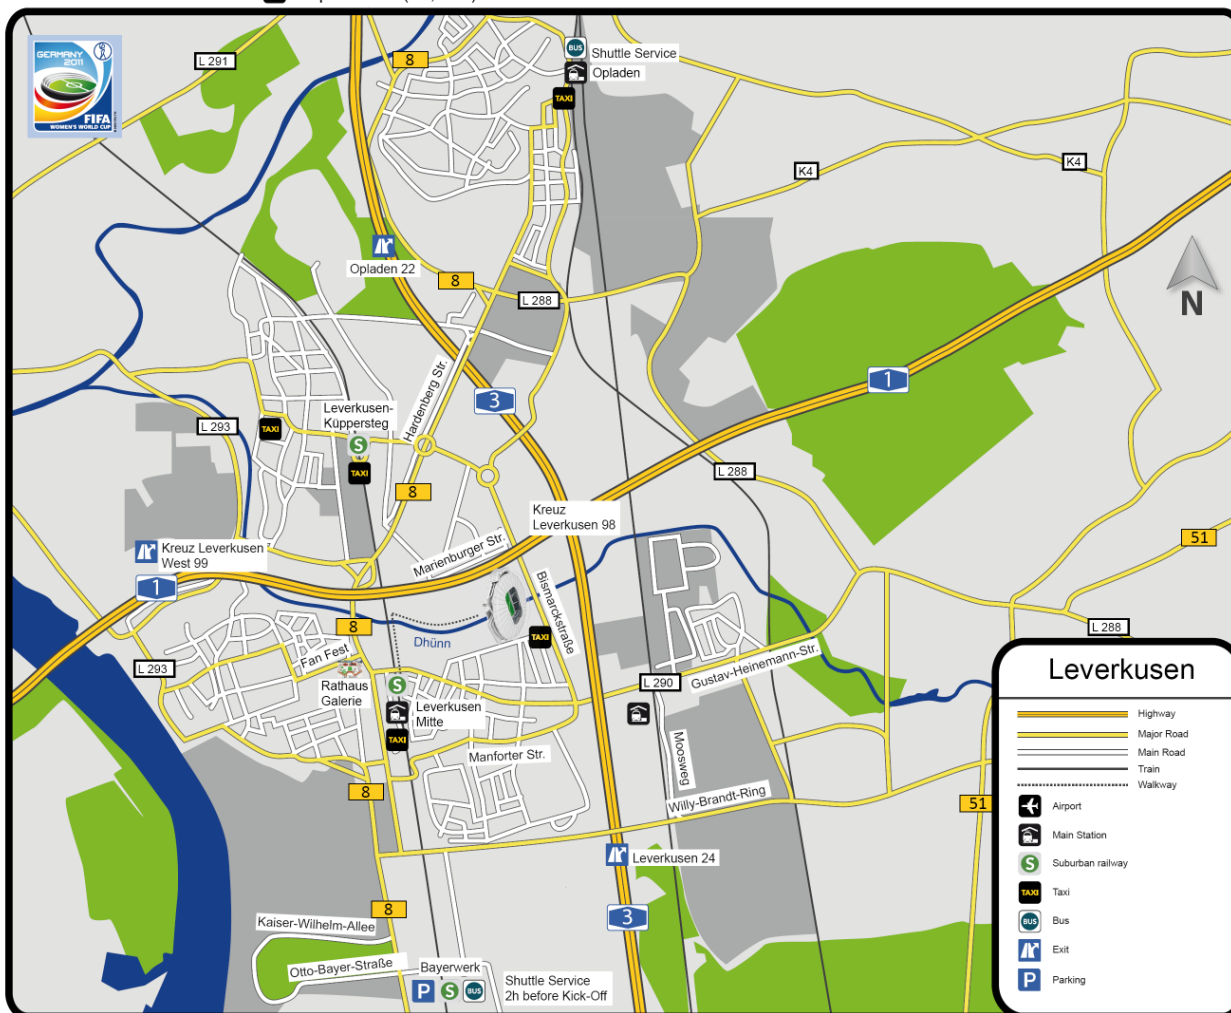 GERMANY
2011
FIFA
WOMEN'S WORLD CUP
L 291
8
BUS
Shuttle Service
Opladen
TAXI
K4
K4
Opladen 22
8
L 288
N
1
3
Hardenberg Str.
Leverkusen-
Küppersteg
S
TAXI
TAXI
L 293
L 288
8
Kreuz
Leverkusen 98
51
Kreuz Leverkusen
West 99
1
Marienburger Str.
Bismarckstraße
TAXI
8
Dhünn
Fan Fest
L 293
Rathaus
Galerie
S
Leverkusen
Mitte
TAXI
L 290
Gustav-Heinemann-Str.
L 288
Manforter Str.
Moosweg
8
Willy-Brandt-Ring
51
Leverkusen 24
8
3
Kaiser-Wilhelm-Allee
Otto-Bayer-Straße
Bayerwerk
P
S
BUS
Shuttle Service
2h before Kick-Off
Leverkusen
Highway
Major Road
Main Road
Train
Walkway
Airport
Main Station
S
Suburban railway
TAXI
Taxi
BUS
Bus
Exit
P
Parking